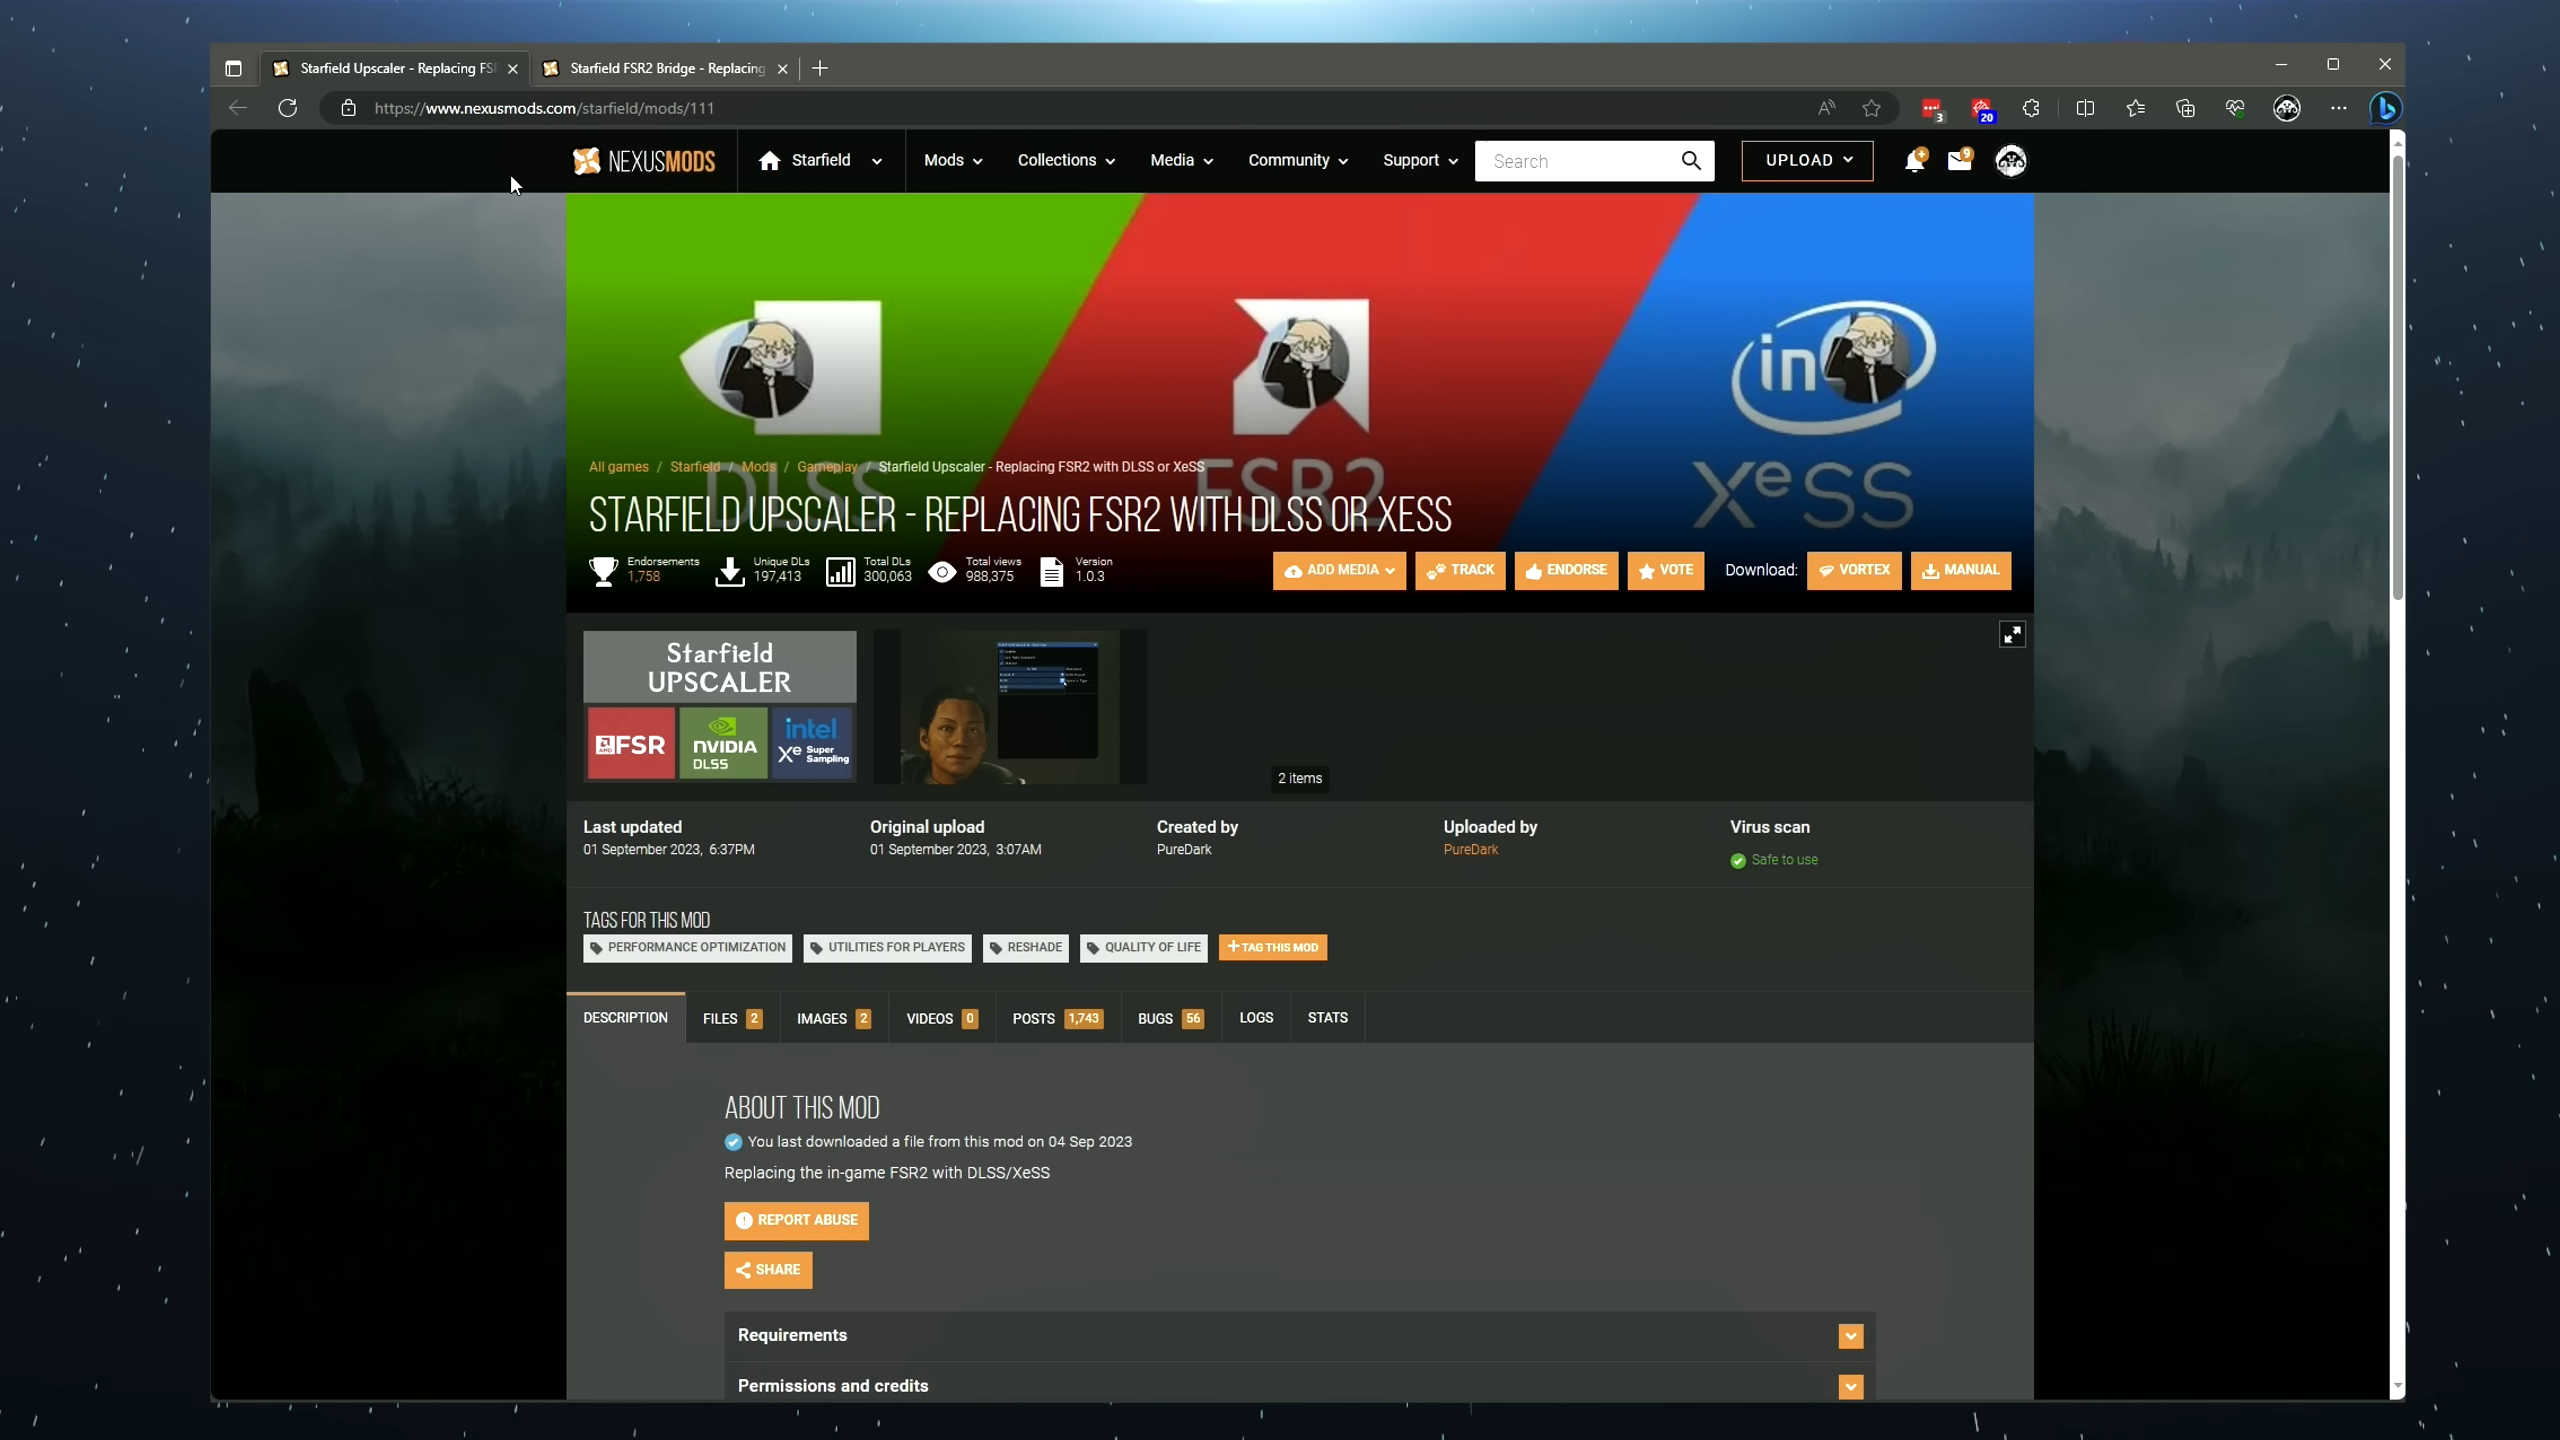 Starfield Upscaler - Replacing FS
Starfield FSR2 Bridge - Replacing
https://www.nexusmods.com/starfield/mods/111
3
20
NEXUSMODS
Starfield
Mods
Collections
Media
Community
Support
Search
UPLOAD
9
in
DLSS
FSR2
XeSS
All games / Starfield / Mods / Gameplay / Starfield Upscaler - Replacing FSR2 with DLSS or XeSS
STARFIELD UPSCALER - REPLACING FSR2 WITH DLSS OR XESS
Endorsements
1,758
Unique DLs
197,413
Total DLs
300,063
Total views
988,375
Version
1.0.3
ADD MEDIA
TRACK
ENDORSE
VOTE
Download:
VORTEX
MANUAL
Starfield
UPSCALER
AMD FSR
NVIDIA
DLSS
intel
Xe Super
Sampling
2 items
Last updated
01 September 2023, 6:37PM
Original upload
01 September 2023, 3:07AM
Created by
PureDark
Uploaded by
PureDark
Virus scan
Safe to use
TAGS FOR THIS MOD
PERFORMANCE OPTIMIZATION
UTILITIES FOR PLAYERS
RESHADE
QUALITY OF LIFE
+TAG THIS MOD
DESCRIPTION
FILES 2
IMAGES 2
VIDEOS 0
POSTS 1,743
BUGS 56
LOGS
STATS
ABOUT THIS MOD
You last downloaded a file from this mod on 04 Sep 2023
Replacing the in-game FSR2 with DLSS/XeSS
REPORT ABUSE
SHARE
Requirements
Permissions and credits